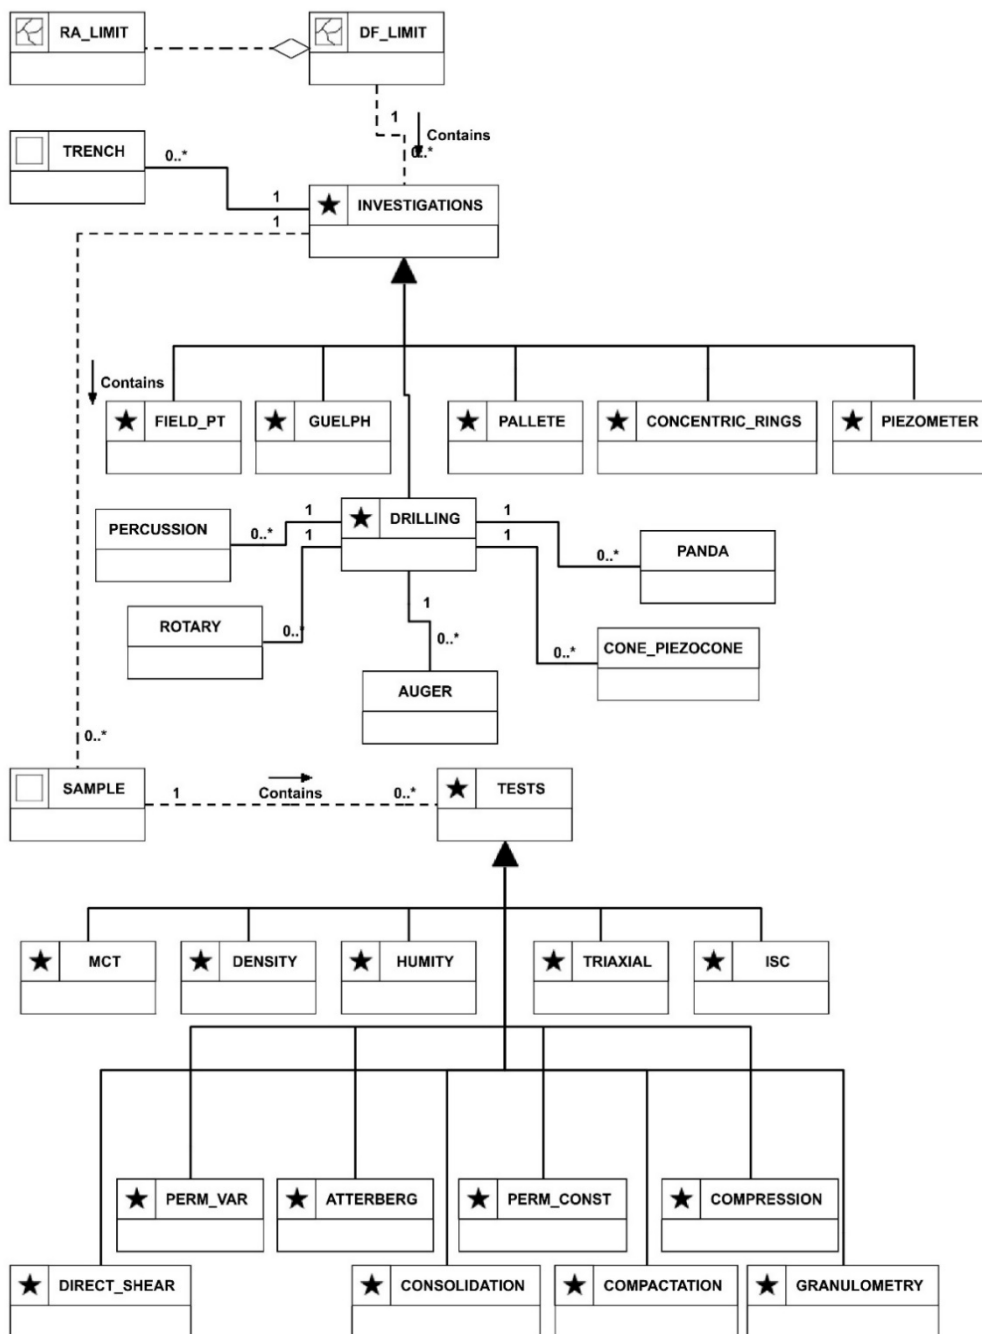 RA_LIMIT
DF_LIMIT
1
Contains
0..*
TRENCH
0..*
1
INVESTIGATIONS
1
Contains
FIELD_PT
GUELPH
PALLETE
CONCENTRIC_RINGS
PIEZOMETER
DRILLING
PERCUSSION
1
0..*
1
1
1
PANDA
0..*
ROTARY
0..*
1
0..*
CONE_PIEZOCONE
0..*
AUGER
0..*
SAMPLE
1
Contains
0..*
TESTS
MCT
DENSITY
HUMITY
TRIAXIAL
ISC
PERM_VAR
ATTERBERG
PERM_CONST
COMPRESSION
DIRECT_SHEAR
CONSOLIDATION
COMPACTATION
GRANULOMETRY